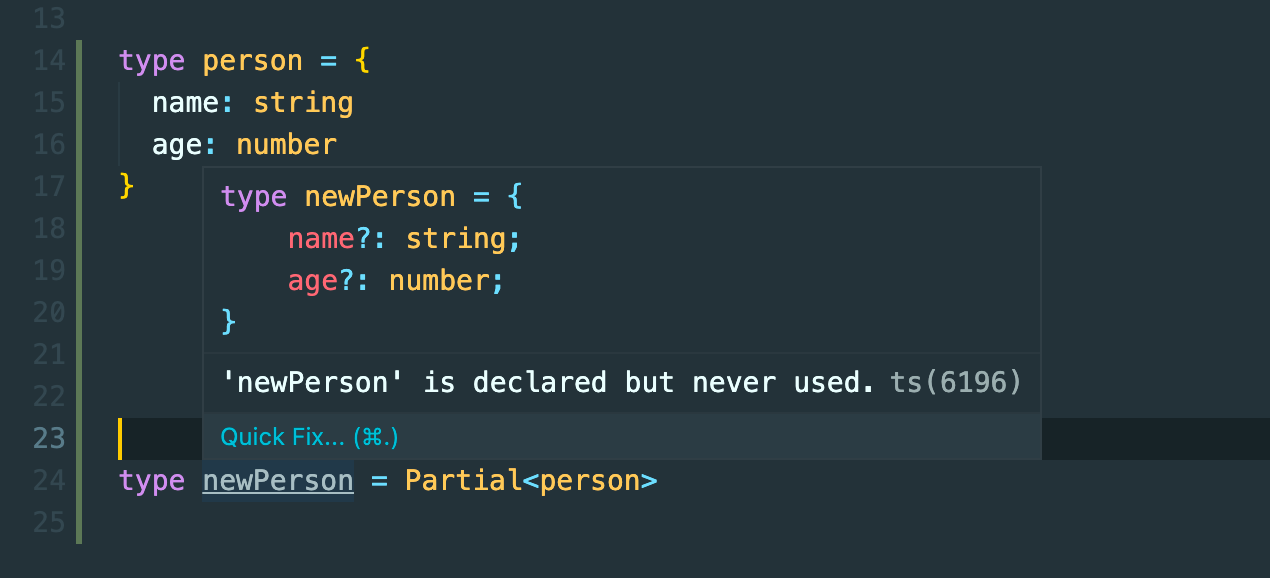 13
14 type person = {
15 name: string
16 age: number
17 }
type newPerson = {
18 name?: string;
19 age?: number;
20 }
21
'newPerson' is declared but never used. ts(6196)
22
23 Quick Fix... (⌘.)
24 type newPerson = Partial<person>
25